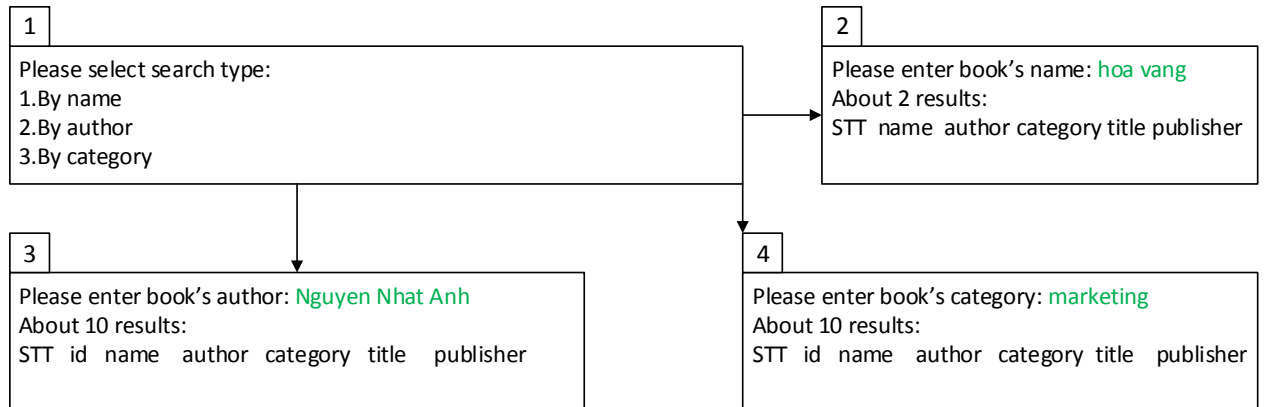 1
Please select search type:
1.By name
2.By author
3.By category
2
Please enter book’s name: hoa vang
About 2 results:
STT name author category title publisher
3
Please enter book’s author: Nguyen Nhat Anh
About 10 results:
STT id name author category title publisher
4
Please enter book’s category: marketing
About 10 results:
STT id name author category title publisher